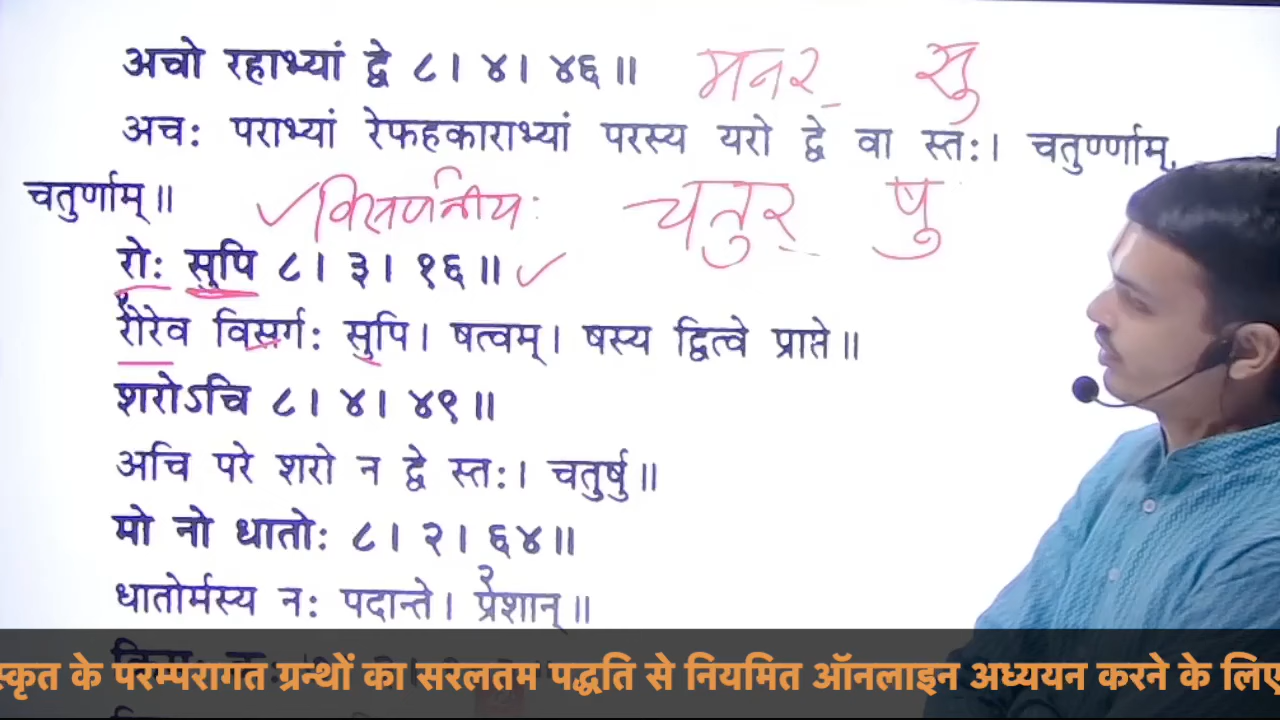 अचो रहाभ्यां द्वे ८। ४। ४६॥ मनर् सु
अचः पराभ्यां रेफहकाराभ्यां परस्य यरो द्वे वा स्तः। चतुर्ण्णाम्,
चतुर्णाम्॥ विसर्जनीयः चतुर् षु
रोः सुपि ८। ३। १६॥
रोरेव विसर्गः सुपि। षत्वम्। षस्य द्वित्वे प्राप्ते॥
शरोऽचि ८। ४। ४९॥
अचि परे शरो न द्वे स्तः। चतुर्षु॥
मो नो धातोः ८। २। ६४॥
धातोर्मस्य नः पदान्ते। प्रेशान्॥
२
स्कृत के परम्परागत ग्रन्थों का सरलतम पद्धति से नियमित ऑनलाइन अध्ययन करने के लिए